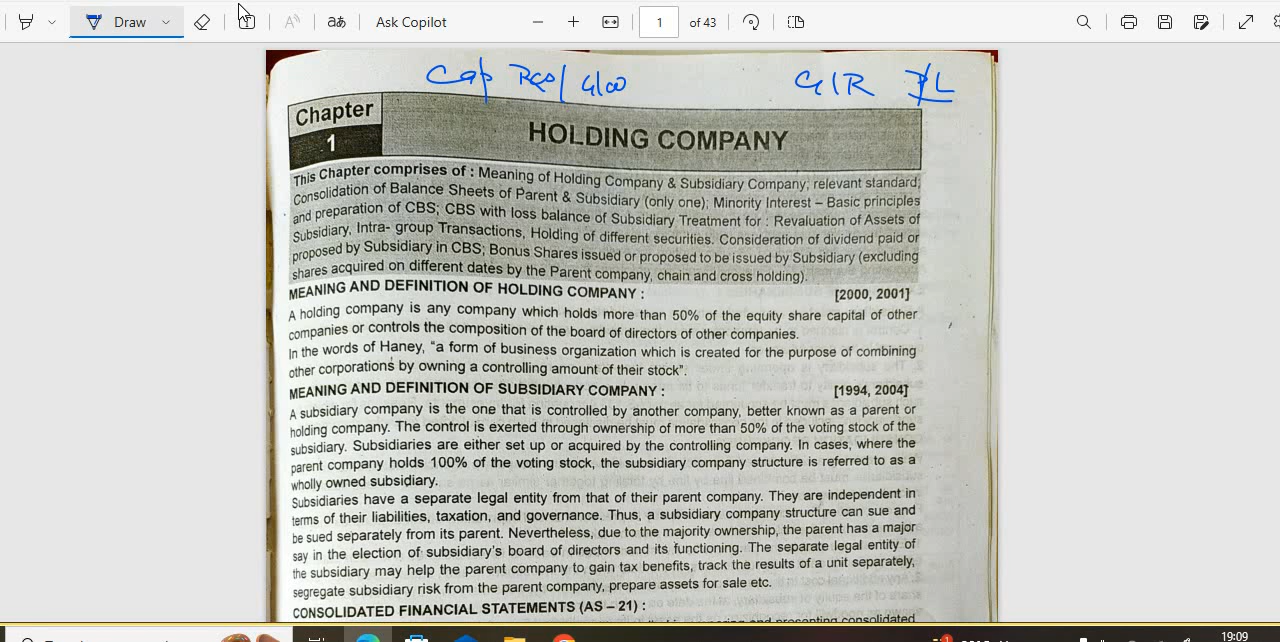 Draw
aあ
Ask Copilot
1
of 43
G/R
Chapter
1
HOLDING COMPANY
This Chapter comprises of : Meaning of Holding Company & Subsidiary Company; relevant standard;
Consolidation of Balance Sheets of Parent & Subsidiary (only one); Minority Interest – Basic principles
and preparation of CBS; CBS with loss balance of Subsidiary Treatment for : Revaluation of Assets of
Subsidiary, Intra- group Transactions, Holding of different securities. Consideration of dividend paid or
proposed by Subsidiary in CBS; Bonus Shares issued or proposed to be issued by Subsidiary (excluding
shares acquired on different dates by the Parent company, chain and cross holding).
MEANING AND DEFINITION OF HOLDING COMPANY : [2000, 2001]
A holding company is any company which holds more than 50% of the equity share capital of other
companies or controls the composition of the board of directors of other companies.
In the words of Haney, "a form of business organization which is created for the purpose of combining
other corporations by owning a controlling amount of their stock".
MEANING AND DEFINITION OF SUBSIDIARY COMPANY : [1994, 2004]
A subsidiary company is the one that is controlled by another company, better known as a parent or
holding company. The control is exerted through ownership of more than 50% of the voting stock of the
subsidiary. Subsidiaries are either set up or acquired by the controlling company. In cases, where the
parent company holds 100% of the voting stock, the subsidiary company structure is referred to as a
wholly owned subsidiary.
Subsidiaries have a separate legal entity from that of their parent company. They are independent in
terms of their liabilities, taxation, and governance. Thus, a subsidiary company structure can sue and
be sued separately from its parent. Nevertheless, due to the majority ownership, the parent has a major
say in the election of subsidiary's board of directors and its functioning. The separate legal entity of
the subsidiary may help the parent company to gain tax benefits, track the results of a unit separately,
segregate subsidiary risk from the parent company, prepare assets for sale etc.
CONSOLIDATED FINANCIAL STATEMENTS (AS – 21) :
19:09